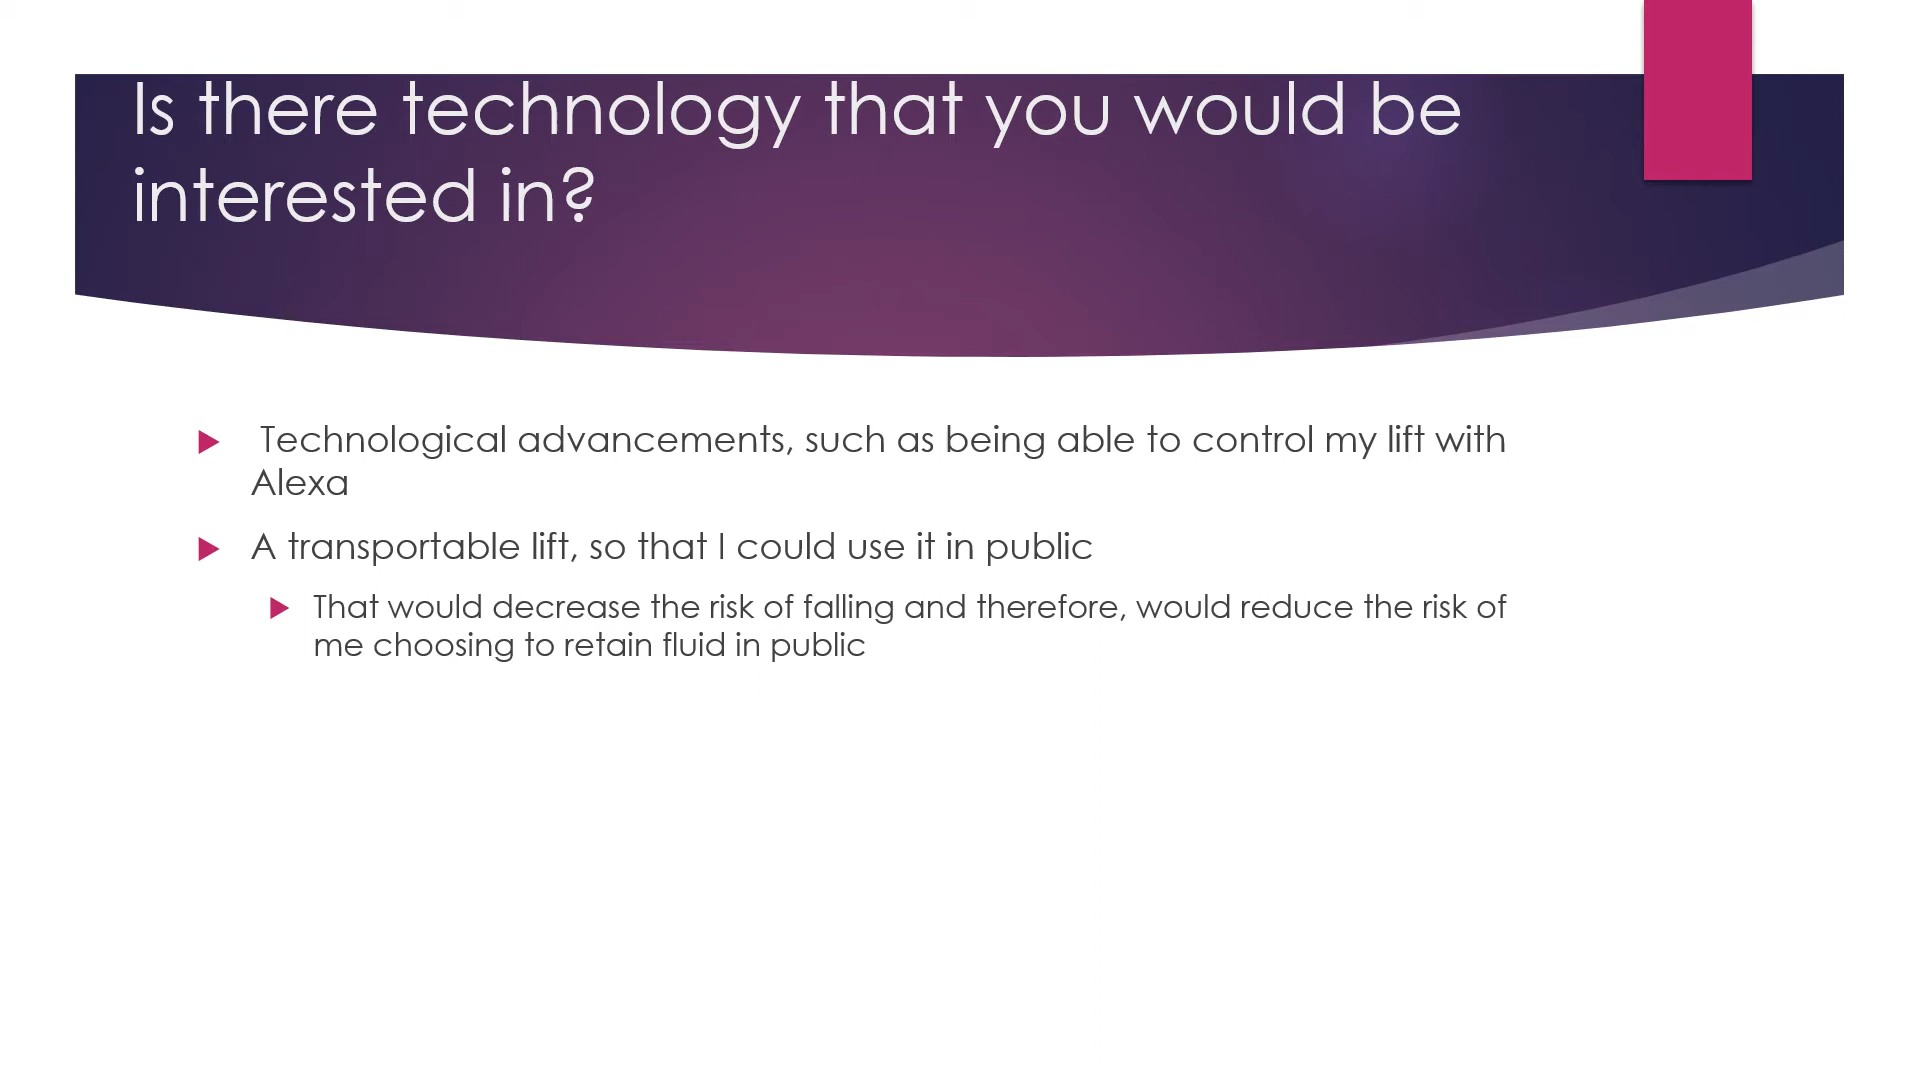 Is there technology that you would be
interested in?
Technological advancements, such as being able to control my lift with
Alexa
A transportable lift, so that I could use it in public
That would decrease the risk of falling and therefore, would reduce the risk of
me choosing to retain fluid in public